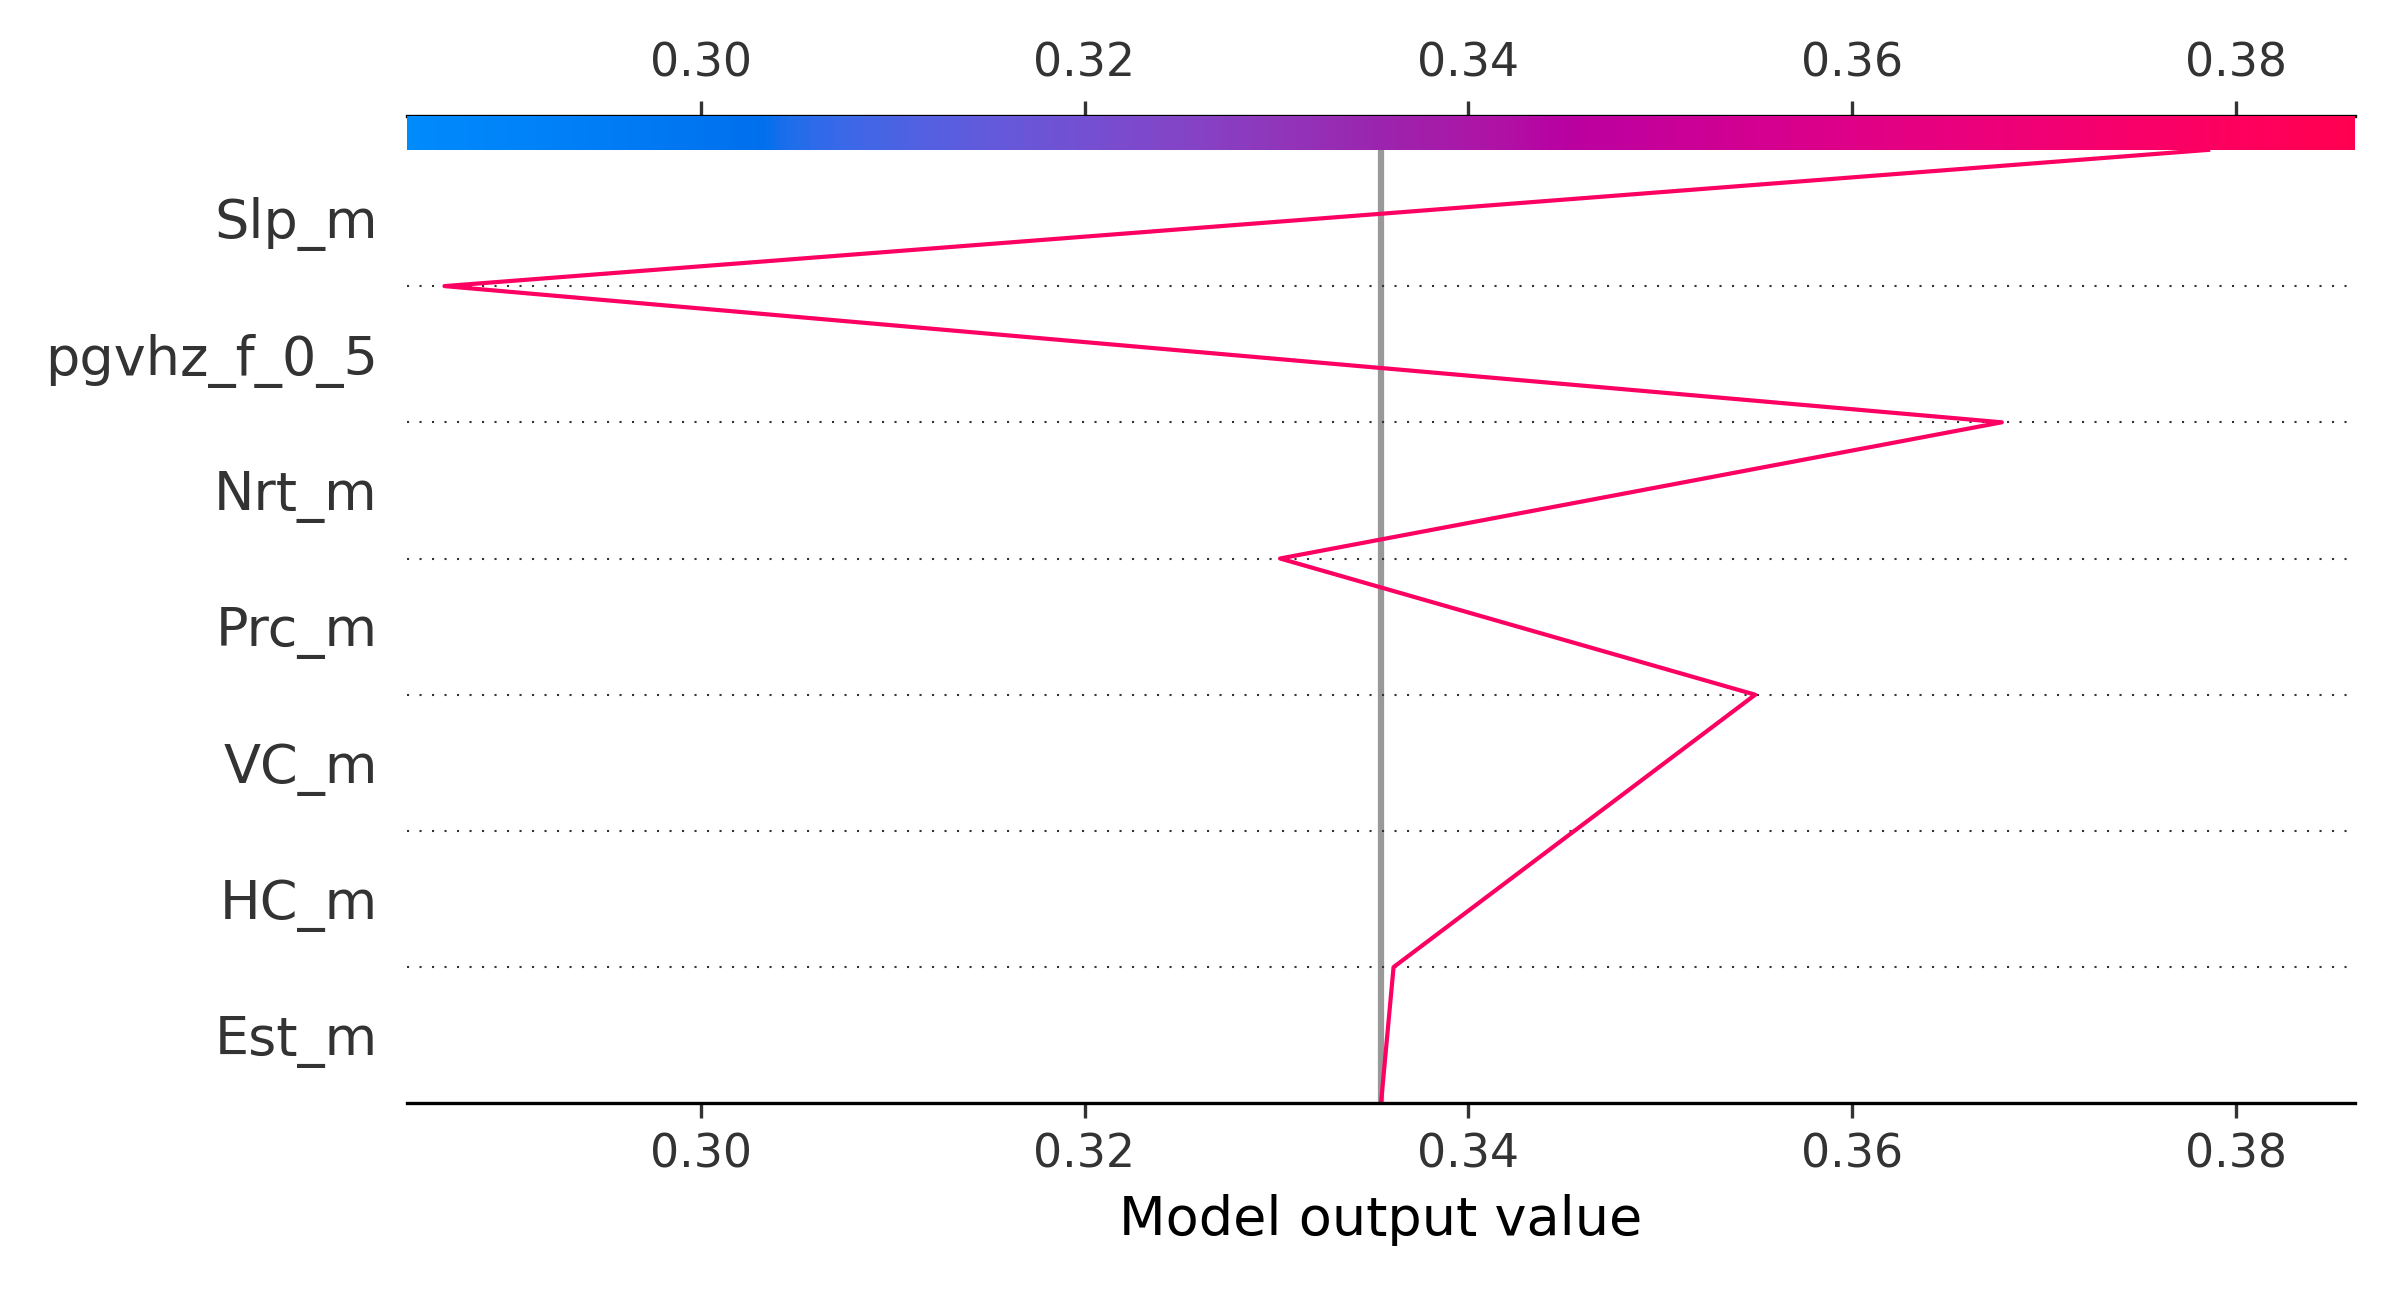 0.30 0.32 0.34 0.36 0.38
Slp_m
pgvhz_f_0_5
Nrt_m
Prc_m
VC_m
HC_m
Est_m
0.30 0.32 0.34 0.36 0.38
Model output value